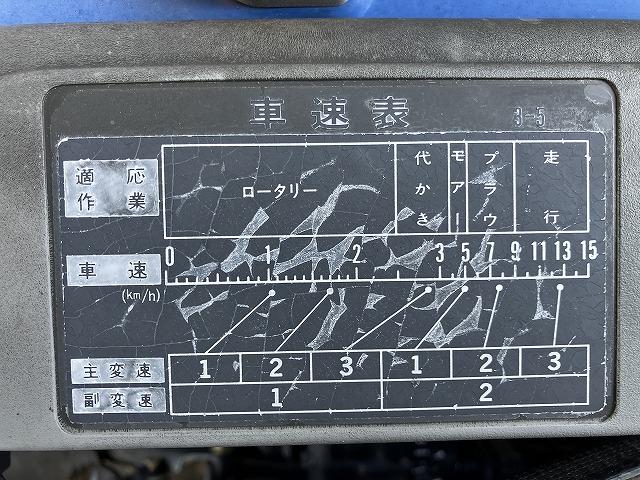 車速表 3-5
適応作業 ロータリー 代かき モアー プラウ 走行
車速 (km/h) 0 1 2 3 5 7 9 11 13 15
主変速 1 2 3 1 2 3
副変速 1 2